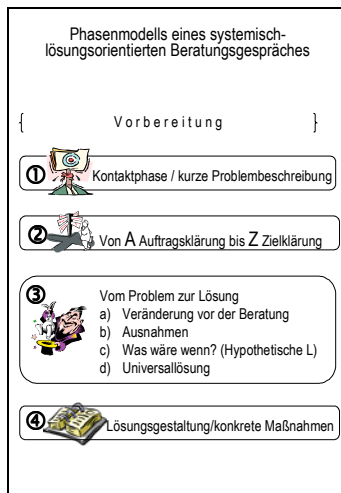 Phasenmodells eines systemisch-
lösungsorientierten Beratungsgespräches
{ Vorbereitung }
① Kontaktphase / kurze Problembeschreibung
② Von A Auftragsklärung bis Z Zielklärung
③ Vom Problem zur Lösung
a) Veränderung vor der Beratung
b) Ausnahmen
c) Was wäre wenn? (Hypothetische L)
d) Universallösung
④ Lösungsgestaltung/konkrete Maßnahmen